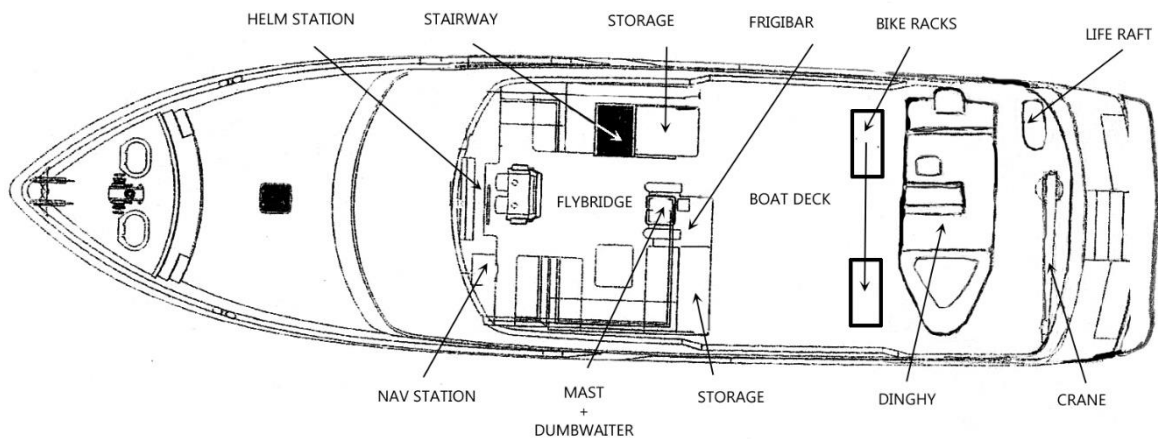 HELM STATION
STAIRWAY
STORAGE
FRIGIBAR
BIKE RACKS
LIFE RAFT
FLYBRIDGE
BOAT DECK
NAV STATION
MAST
+
DUMBWAITER
STORAGE
DINGHY
CRANE